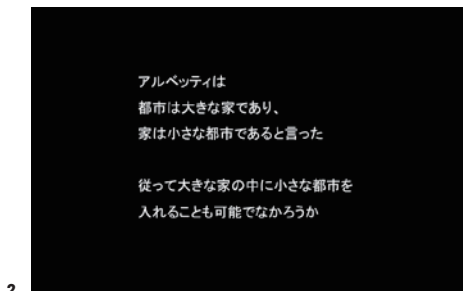 アルベッティは
都市は大きな家であり、
家は小さな都市であると言った
従って大きな家の中に小さな都市を
入れることも可能でなかろうか
2